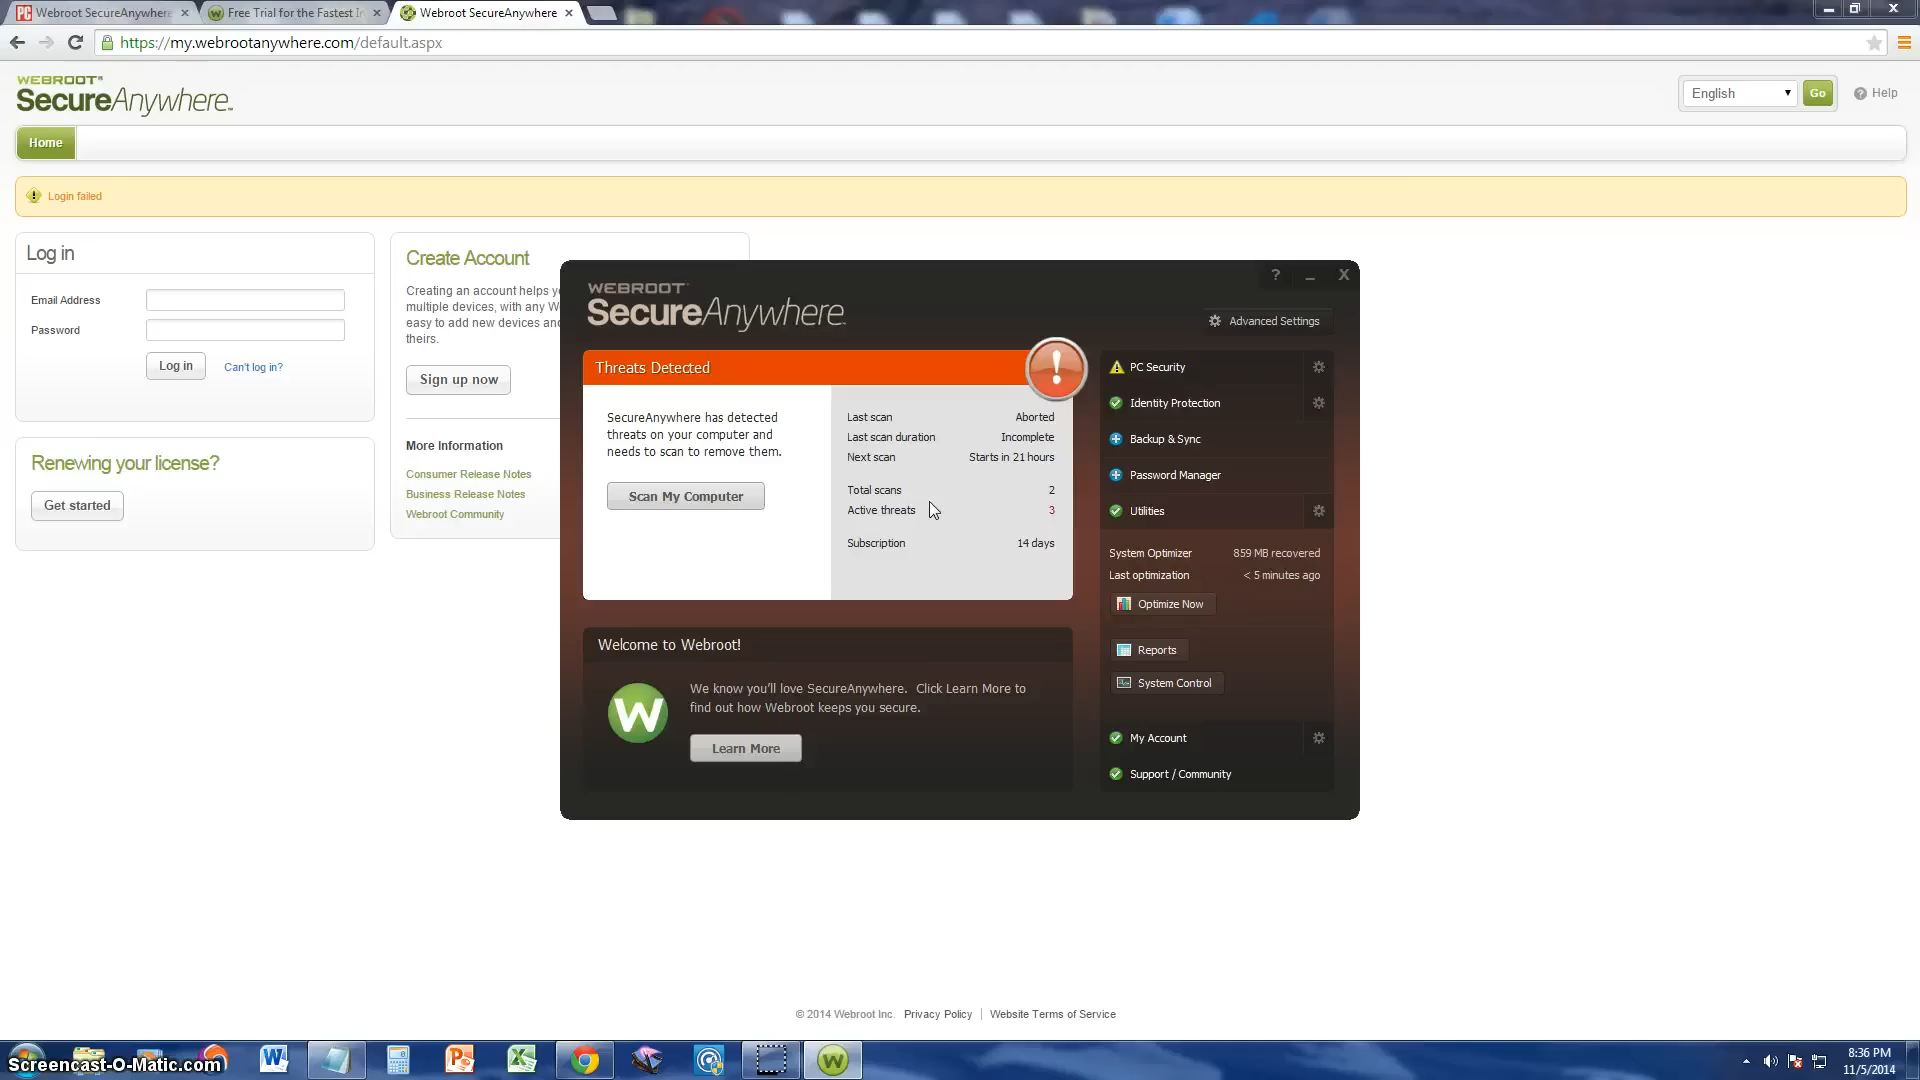 Webroot SecureAnywhere
Free Trial for the Fastest In
Webroot SecureAnywhere
https://my.webrootanywhere.com/default.aspx
WEBROOT®
SecureAnywhere™
English
Go
Help
Home
Login failed
Log in
Email Address
Password
Log in
Can't log in?
Renewing your license?
Get started
Create Account
Creating an account helps yo
multiple devices, with any W
easy to add new devices and
theirs.
Sign up now
More Information
Consumer Release Notes
Business Release Notes
Webroot Community
? _ X
WEBROOT®
SecureAnywhere™
Advanced Settings
Threats Detected
SecureAnywhere has detected
threats on your computer and
needs to scan to remove them.
Scan My Computer
Last scan Aborted
Last scan duration Incomplete
Next scan Starts in 21 hours
Total scans 2
Active threats 3
Subscription 14 days
Welcome to Webroot!
W
We know you'll love SecureAnywhere. Click Learn More to
find out how Webroot keeps you secure.
Learn More
PC Security
Identity Protection
Backup & Sync
Password Manager
Utilities
System Optimizer 859 MB recovered
Last optimization < 5 minutes ago
Optimize Now
Reports
System Control
My Account
Support / Community
© 2014 Webroot Inc. Privacy Policy | Website Terms of Service
Screencast-O-Matic.com
8:36 PM
11/5/2014